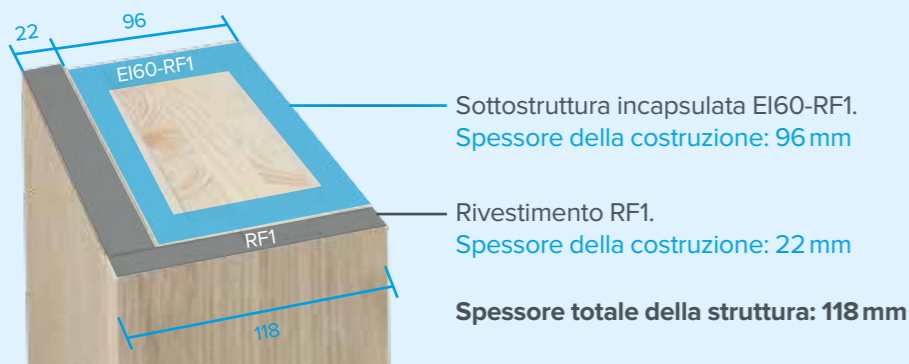 22
96
EI60-RF1
Sottostruttura incapsulata EI60-RF1.
Spessore della costruzione: 96 mm
Rivestimento RF1.
Spessore della costruzione: 22 mm
RF1
Spessore totale della struttura: 118 mm
118